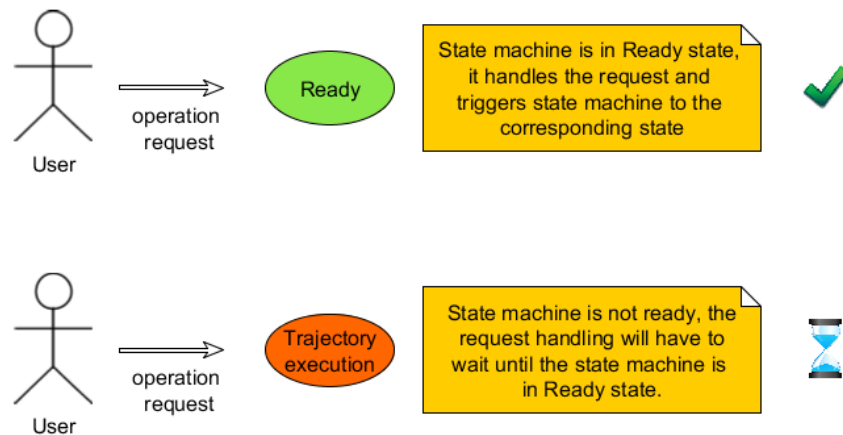 operation
request
User
Ready
State machine is in Ready state,
it handles the request and
triggers state machine to the
corresponding state
operation
request
User
Trajectory
execution
State machine is not ready, the
request handling will have to
wait until the state machine is
in Ready state.